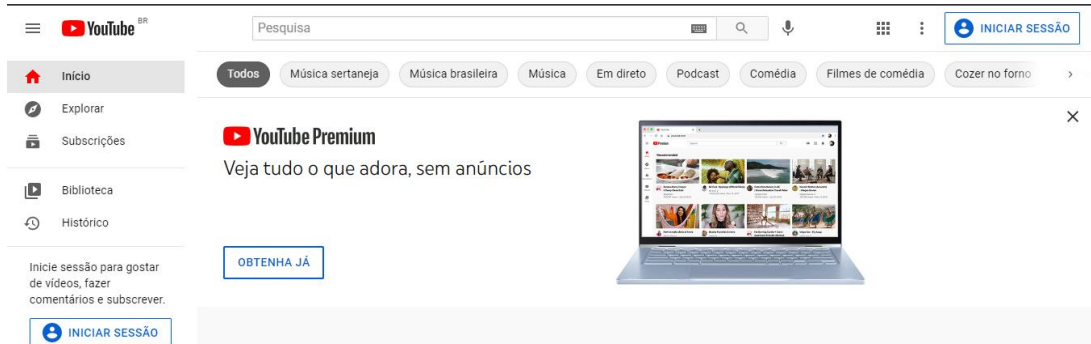 YouTube BR
Pesquisa
INICIAR SESSÃO
Início
Explorar
Subscrições
Biblioteca
Histórico
Inicie sessão para gostar
de vídeos, fazer
comentários e subscrever.
INICIAR SESSÃO
Todos
Música sertaneja
Música brasileira
Música
Em direto
Podcast
Comédia
Filmes de comédia
Cozer no forno
YouTube Premium
Veja tudo o que adora, sem anúncios
OBTENHA JÁ